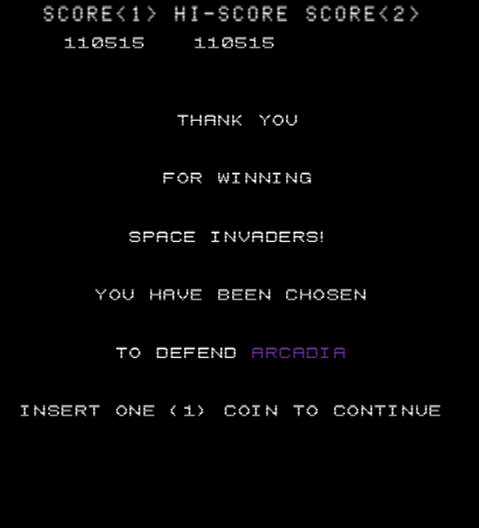 SCORE<1> HI-SCORE SCORE<2>
110515 110515
THANK YOU
FOR WINNING
SPACE INVADERS!
YOU HAVE BEEN CHOSEN
TO DEFEND ARCADIA
INSERT ONE <1> COIN TO CONTINUE